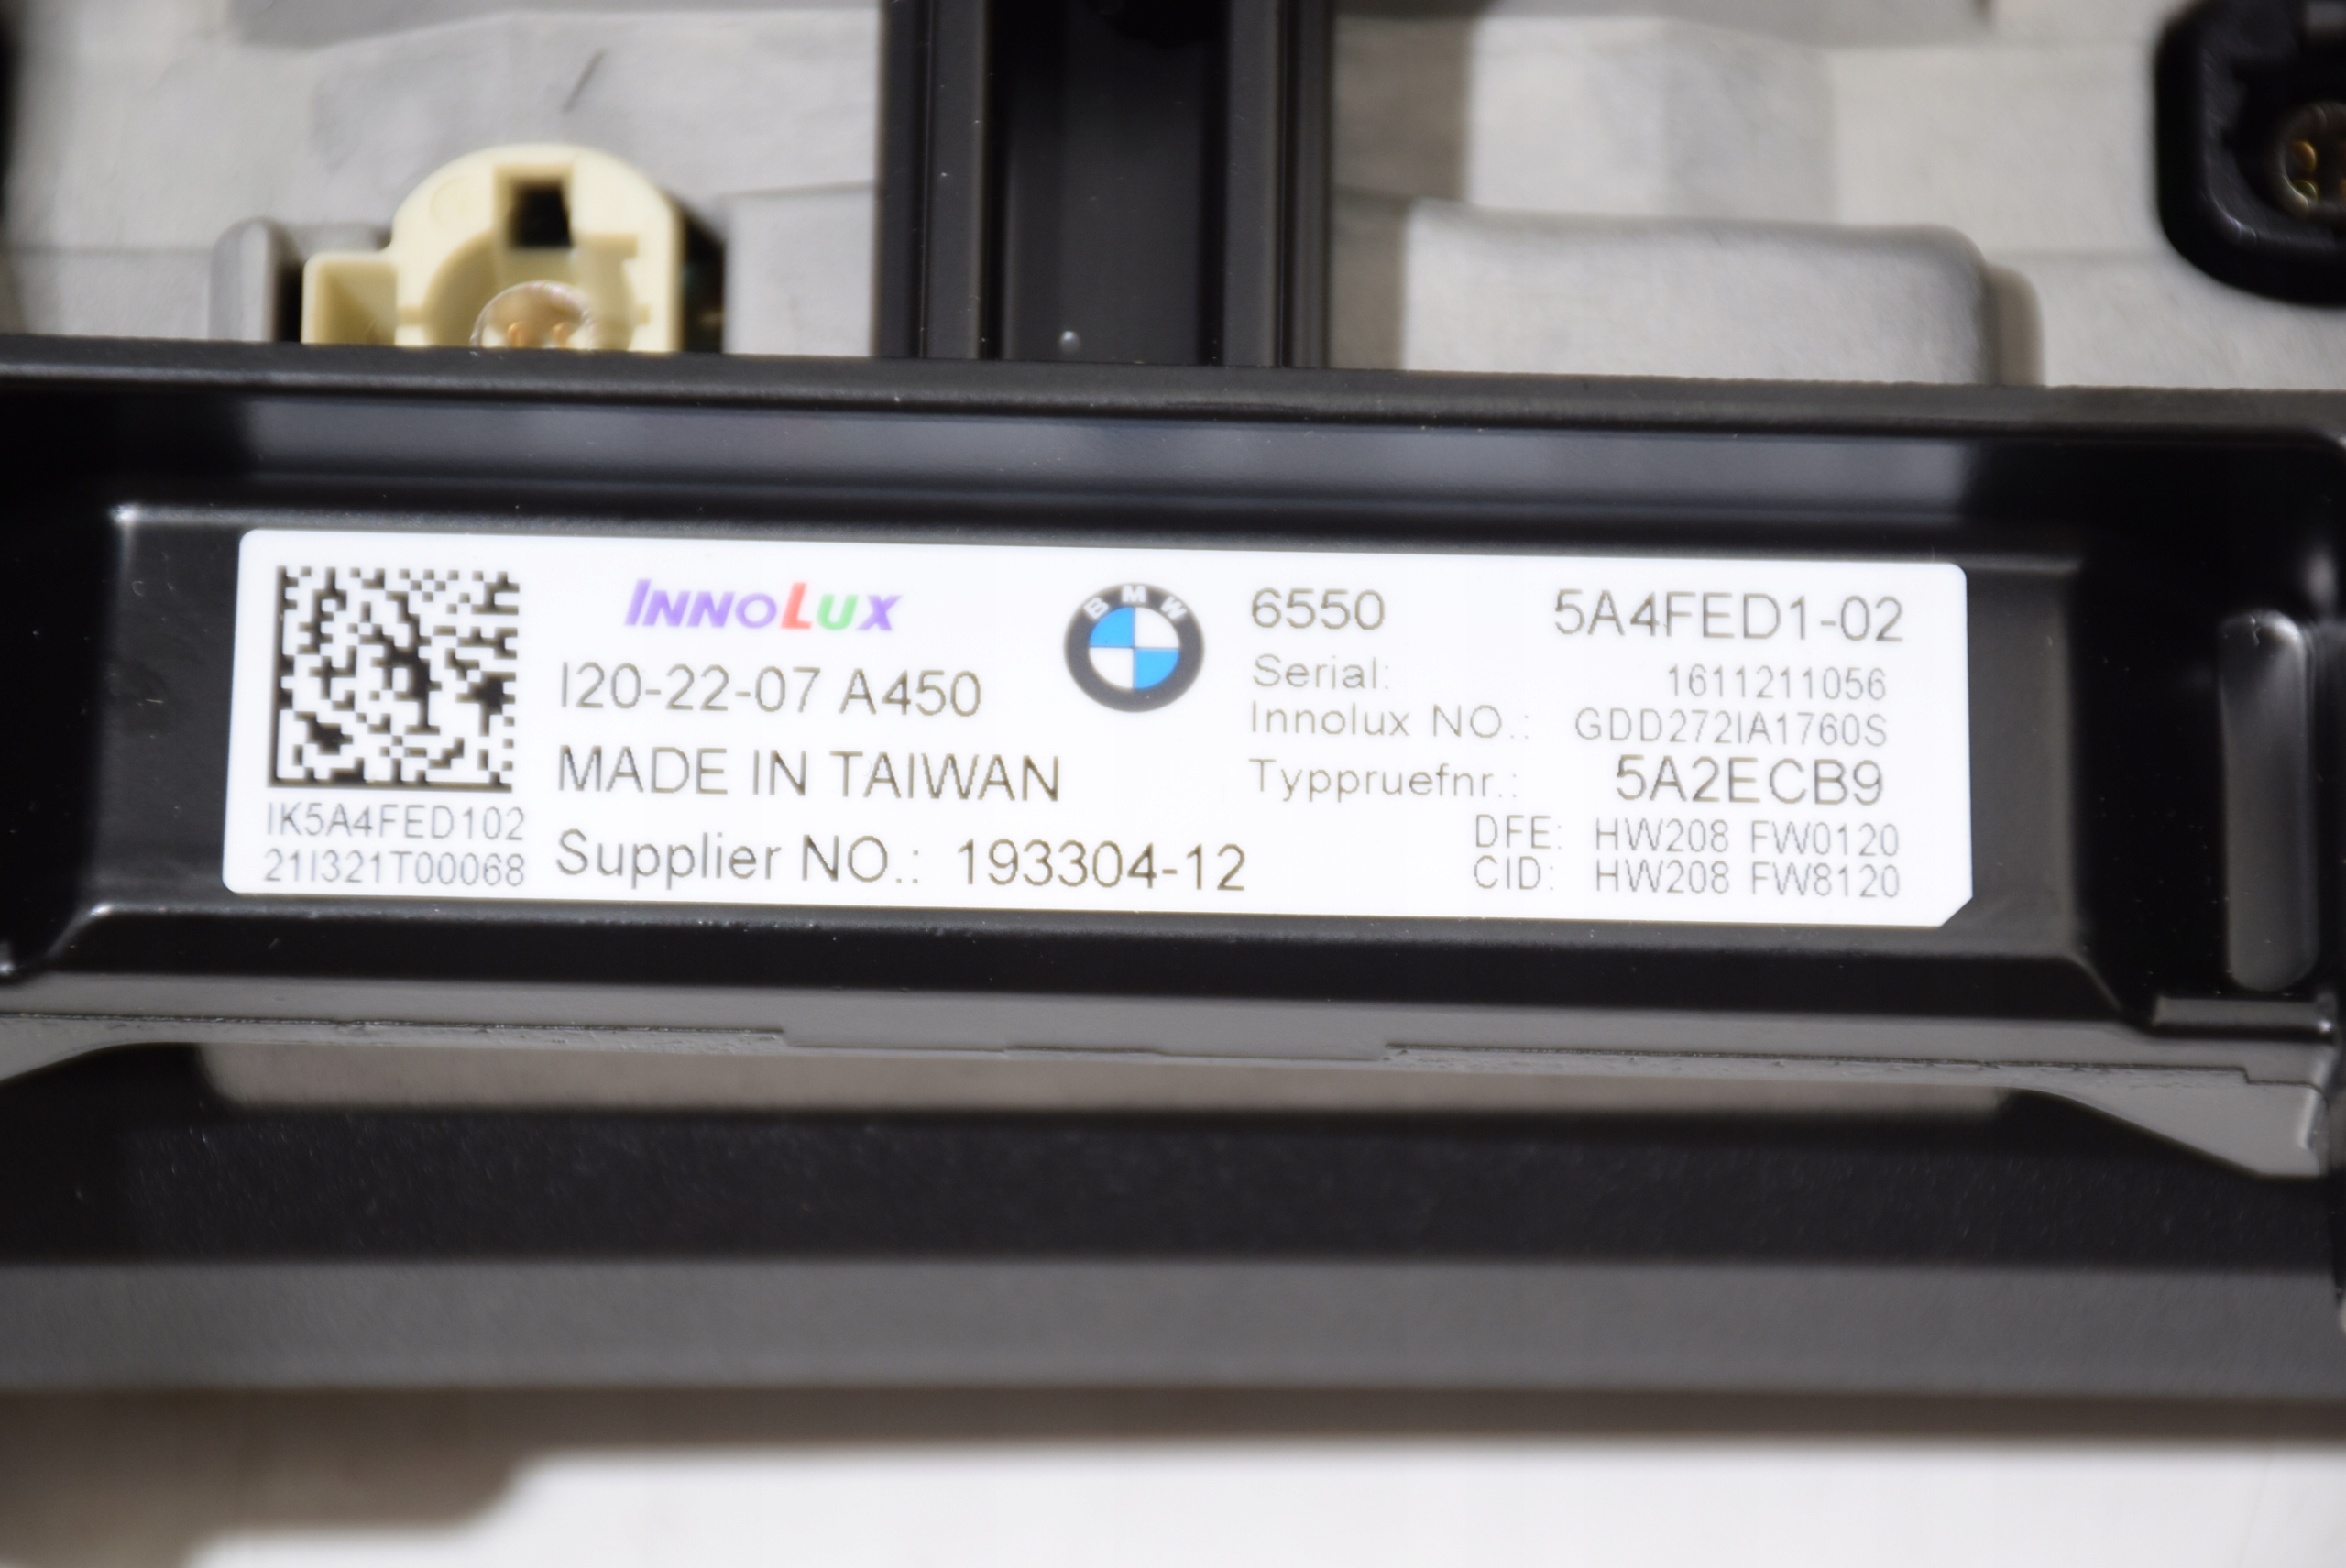 INNOLUX
I20-22-07 A450
MADE IN TAIWAN
Supplier NO.: 193304-12
IK5A4FED102
21I321T00068
BMW
6550 5A4FED1-02
Serial: 1611211056
Innolux NO.: GDD272IA1760S
Typpruefnr.: 5A2ECB9
DFE: HW208 FW0120
CID: HW208 FW8120